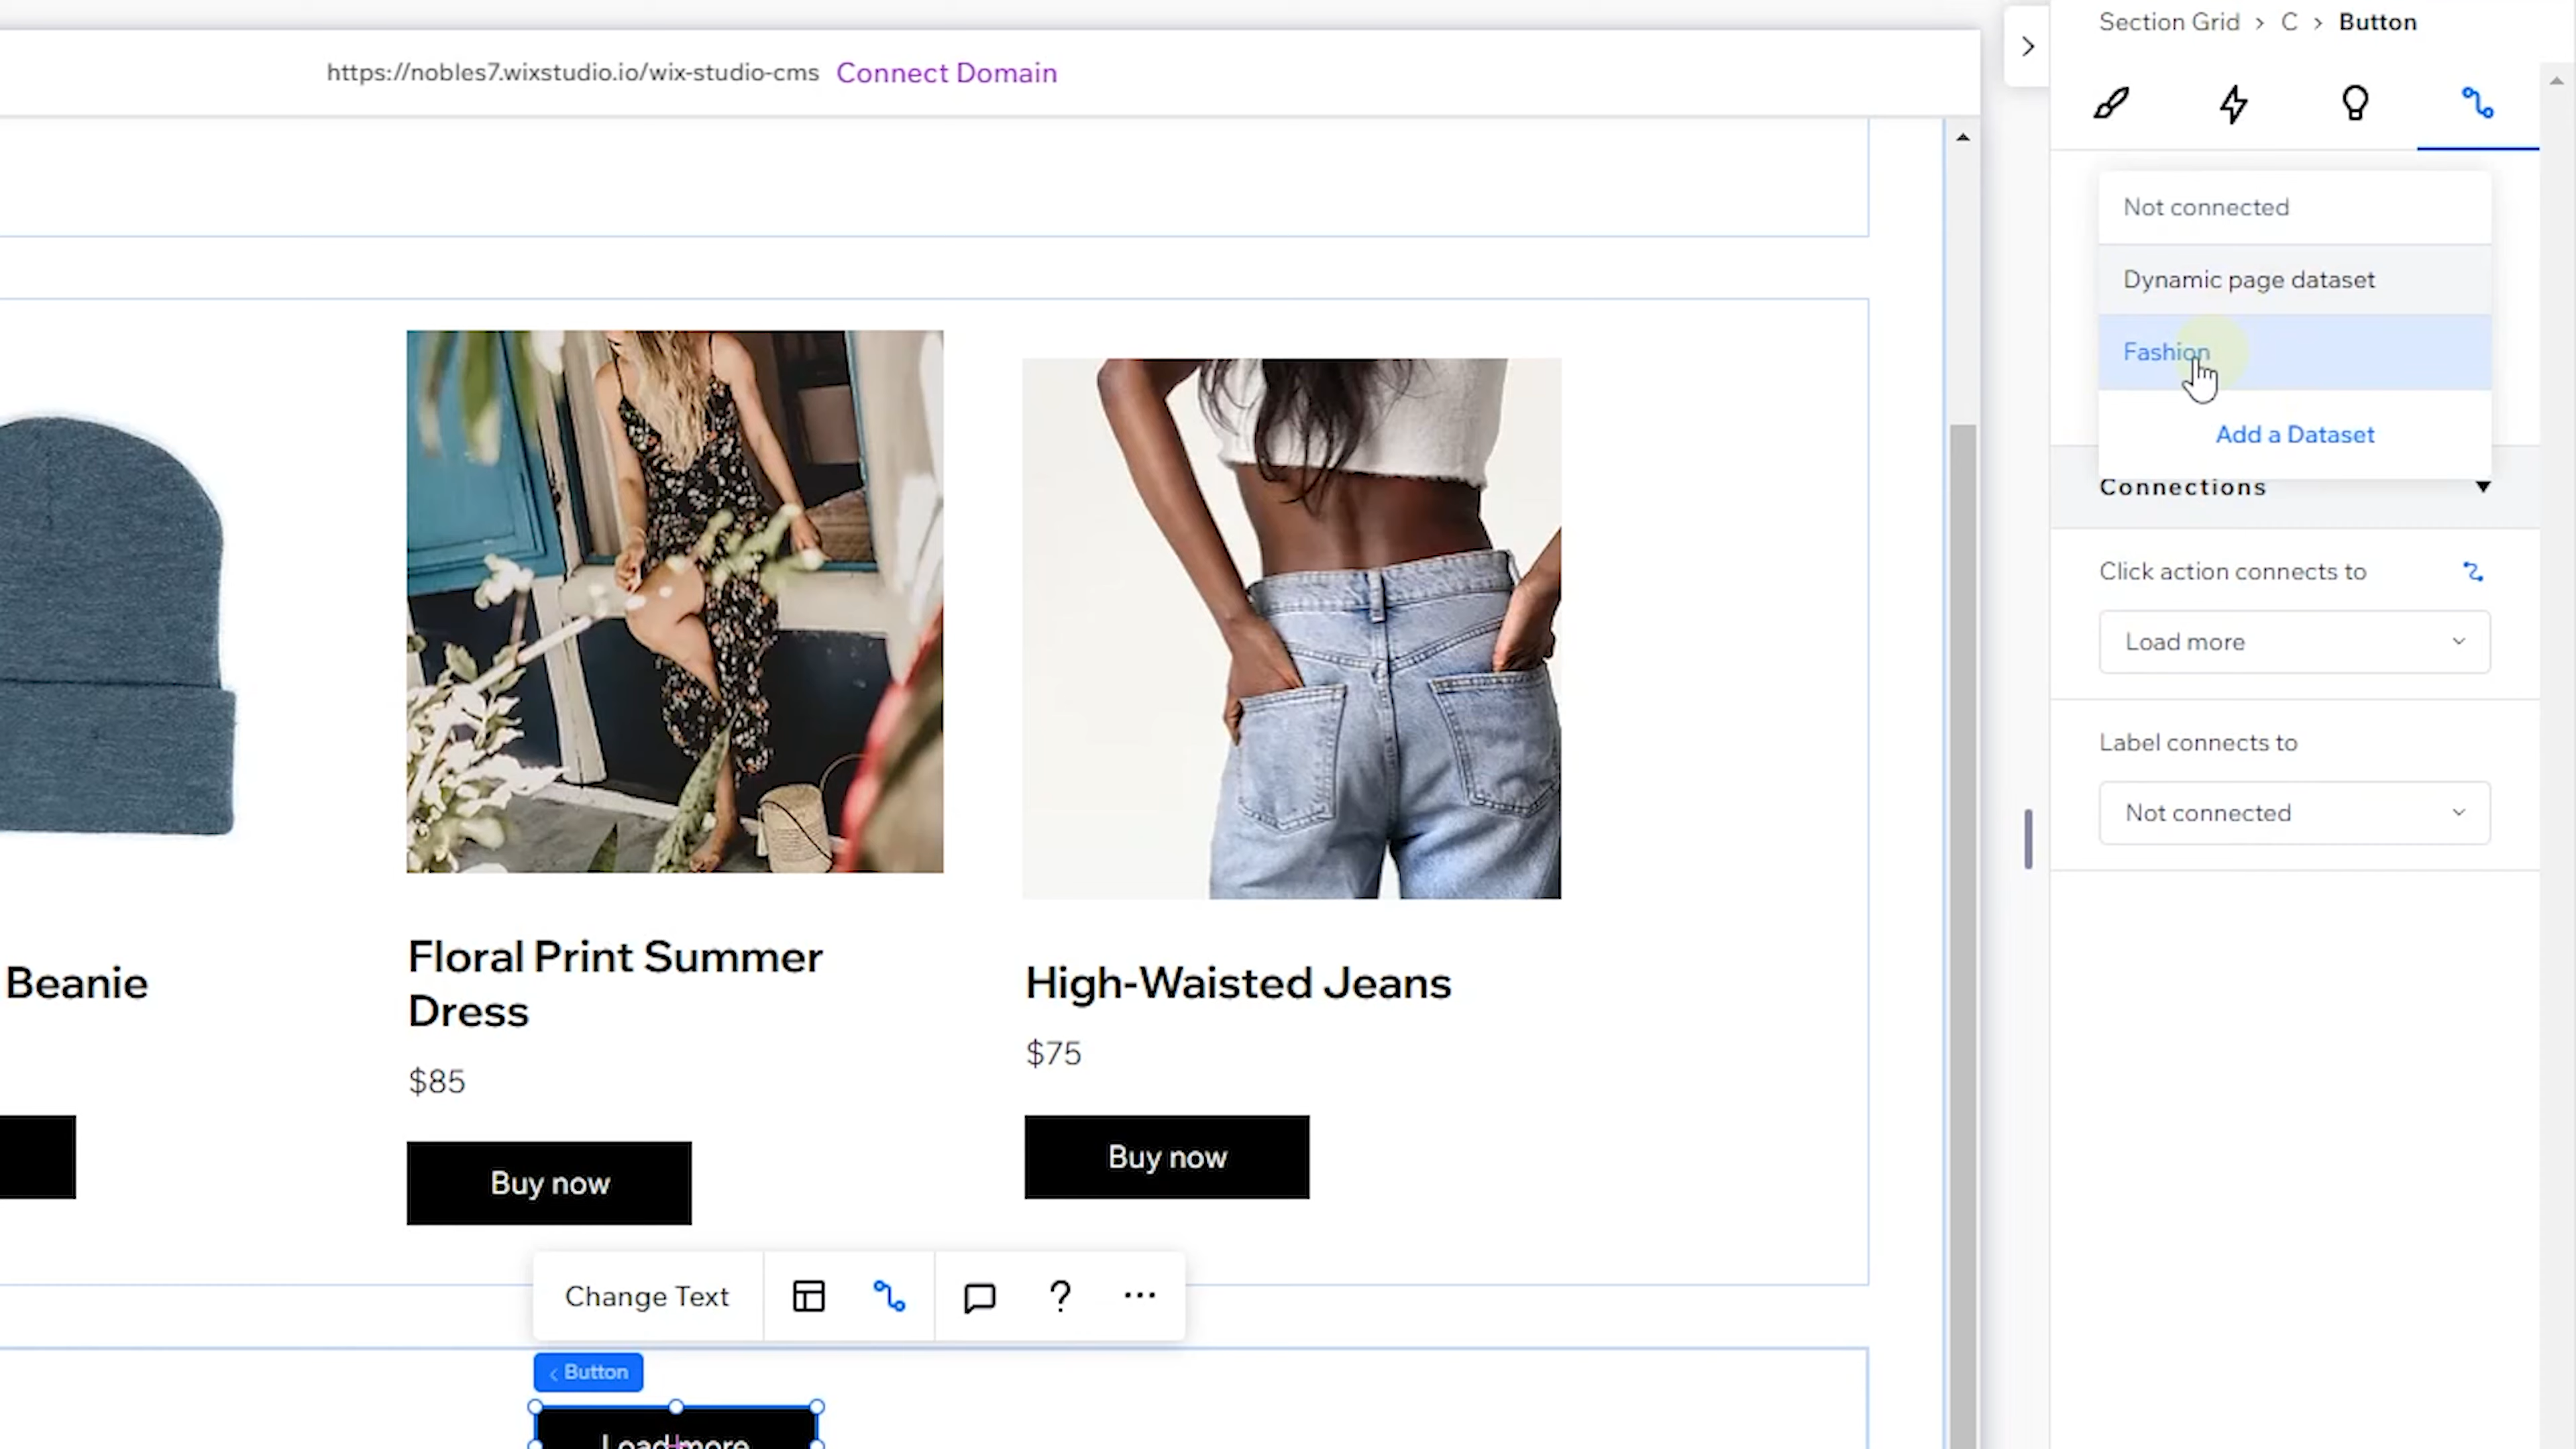 Section Grid > C > Button
https://nobles7.wixstudio.io/wix-studio-cms Connect Domain
Not connected
Dynamic page dataset
Fashion
Add a Dataset
Connections
Click action connects to
Load more
Label connects to
Not connected
Beanie
Floral Print Summer
Dress
$85
Buy now
High-Waisted Jeans
$75
Buy now
Change Text
?
< Button
Load more